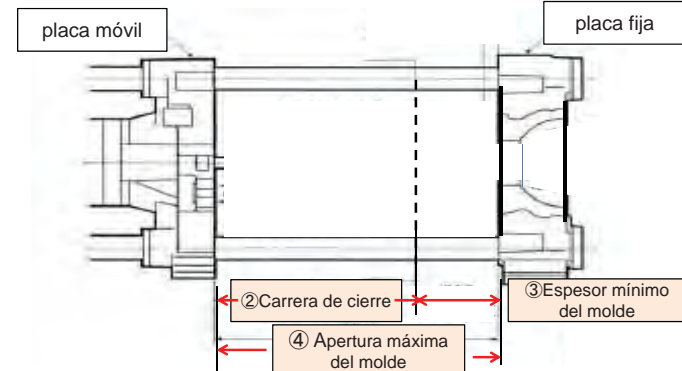 placa móvil
placa fija
②Carrera de cierre
③Espesor mínimo
del molde
④ Apertura máxima
del molde